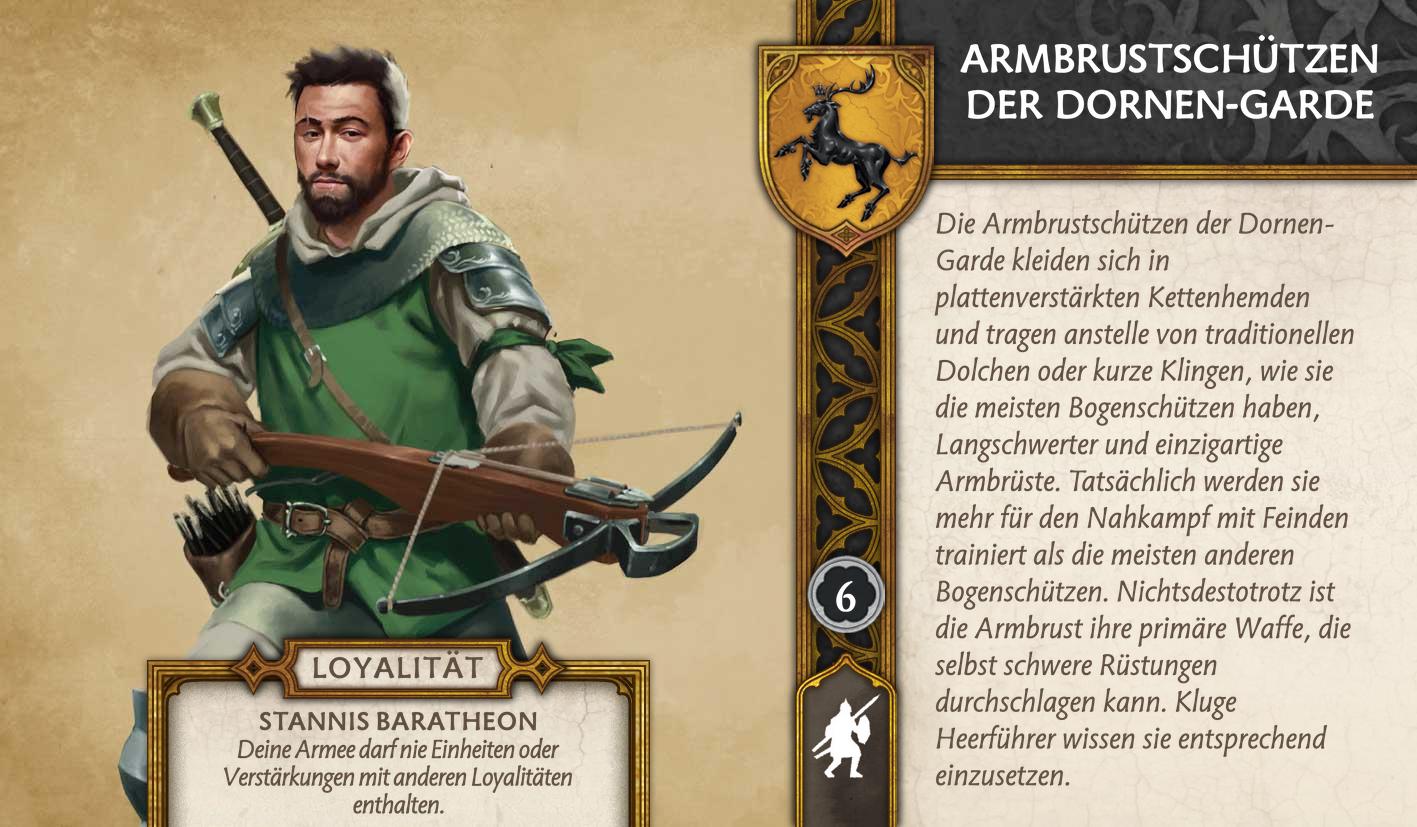 ARMBRUSTSCHÜTZEN
DER DORNEN-GARDE
Die Armbrustschützen der Dornen-
Garde kleiden sich in
plattenverstärkten Kettenhemden
und tragen anstelle von traditionellen
Dolchen oder kurze Klingen, wie sie
die meisten Bogenschützen haben,
Langschwerter und einzigartige
Armbrüste. Tatsächlich werden sie
mehr für den Nahkampf mit Feinden
trainiert als die meisten anderen
Bogenschützen. Nichtsdestotrotz ist
die Armbrust ihre primäre Waffe, die
selbst schwere Rüstungen
durchschlagen kann. Kluge
Heerführer wissen sie entsprechend
einzusetzen.
6
LOYALITÄT
STANNIS BARATHEON
Deine Armee darf nie Einheiten oder
Verstärkungen mit anderen Loyalitäten
enthalten.